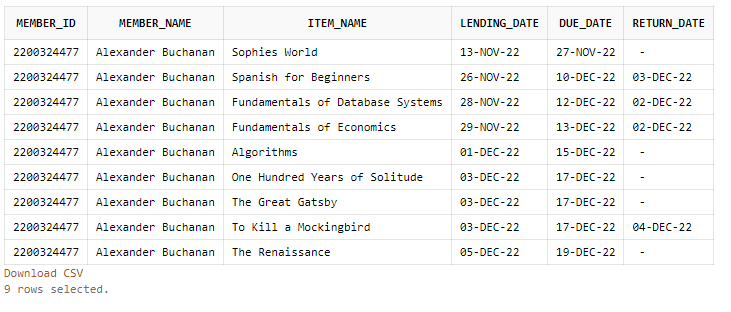 MEMBER_ID MEMBER_NAME ITEM_NAME LENDING_DATE DUE_DATE RETURN_DATE
2200324477 Alexander Buchanan Sophies World 13-NOV-22 27-NOV-22 -
2200324477 Alexander Buchanan Spanish for Beginners 26-NOV-22 10-DEC-22 03-DEC-22
2200324477 Alexander Buchanan Fundamentals of Database Systems 28-NOV-22 12-DEC-22 02-DEC-22
2200324477 Alexander Buchanan Fundamentals of Economics 29-NOV-22 13-DEC-22 02-DEC-22
2200324477 Alexander Buchanan Algorithms 01-DEC-22 15-DEC-22 -
2200324477 Alexander Buchanan One Hundred Years of Solitude 03-DEC-22 17-DEC-22 -
2200324477 Alexander Buchanan The Great Gatsby 03-DEC-22 17-DEC-22 -
2200324477 Alexander Buchanan To Kill a Mockingbird 03-DEC-22 17-DEC-22 04-DEC-22
2200324477 Alexander Buchanan The Renaissance 05-DEC-22 19-DEC-22 -
Download CSV
9 rows selected.